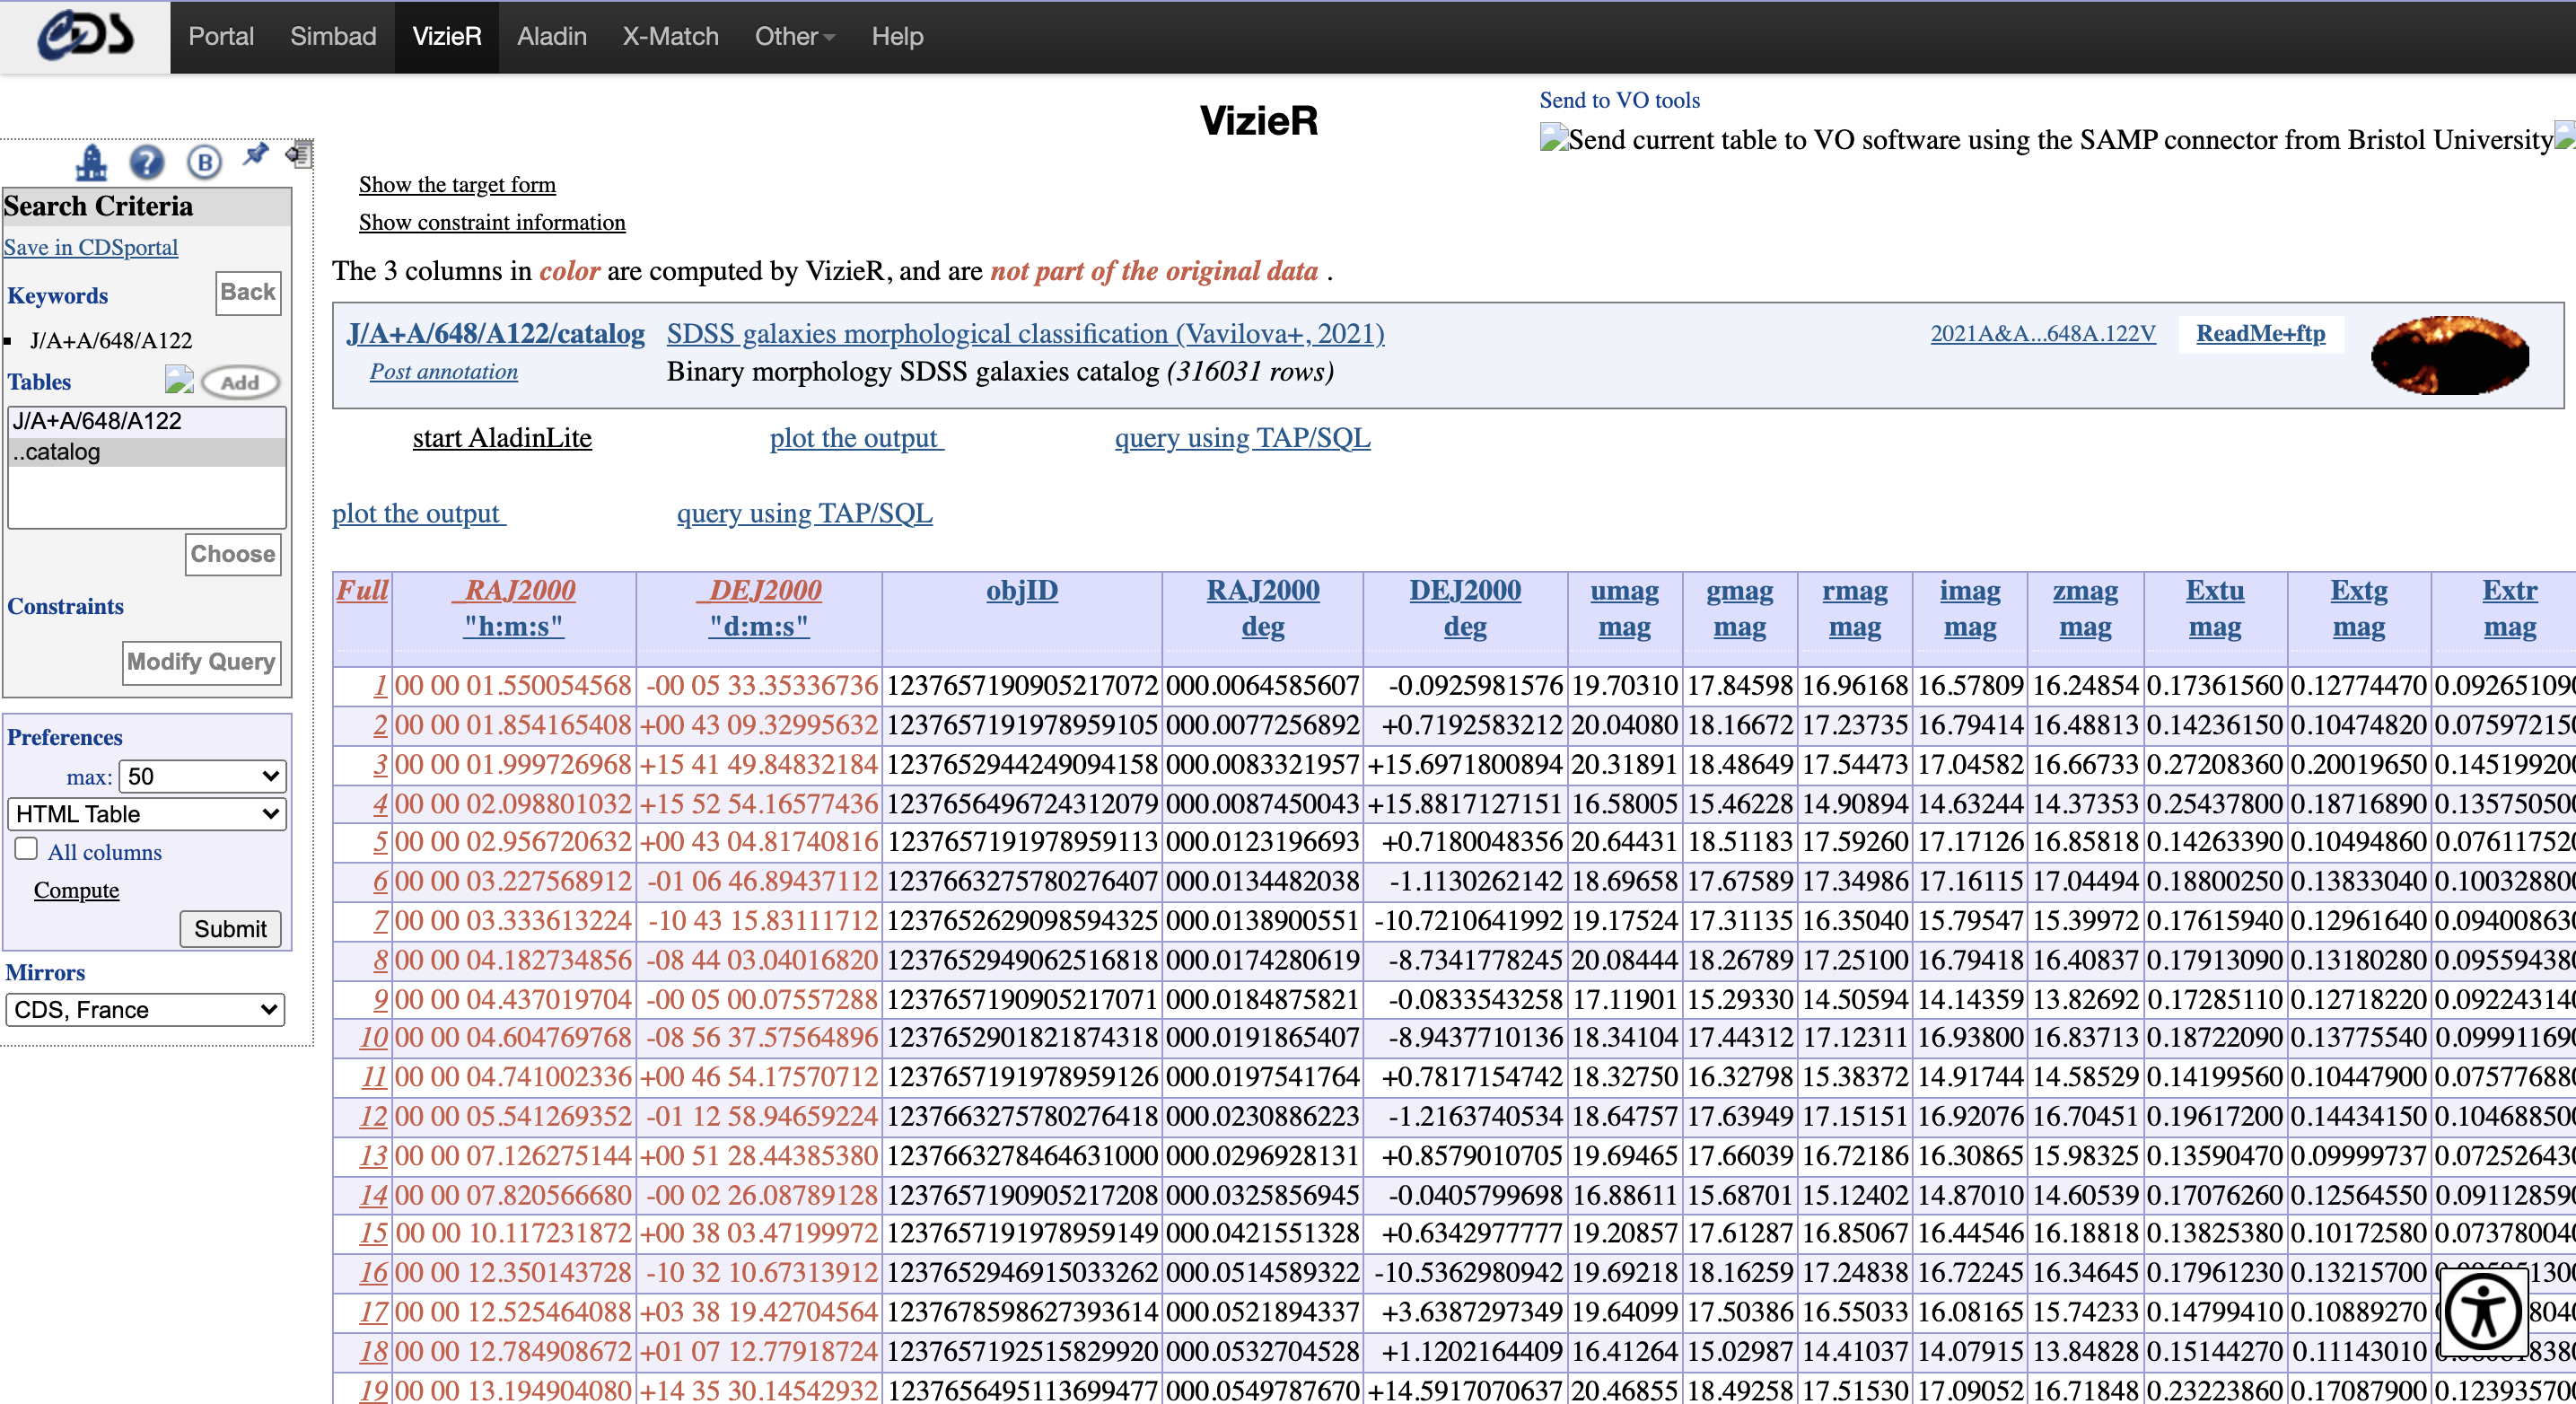 CDS Portal Simbad VizieR Aladin X-Match Other Help
VizieR
Send to VO tools
Send current table to VO software using the SAMP connector from Bristol University
Search Criteria
Save in CDSportal
Keywords Back
J/A+A/648/A122
Tables Add
J/A+A/648/A122
..catalog
Choose
Constraints
Modify Query
Preferences
max: 50
HTML Table
All columns
Compute
Submit
Mirrors
CDS, France
Show the target form
Show constraint information
The 3 columns in color are computed by VizieR, and are not part of the original data .
J/A+A/648/A122/catalog SDSS galaxies morphological classification (Vavilova+, 2021) 2021A&A...648A.122V ReadMe+ftp
Post annotation Binary morphology SDSS galaxies catalog (316031 rows)
start AladinLite plot the output query using TAP/SQL
plot the output query using TAP/SQL
Full _RAJ2000 _DEJ2000 objID RAJ2000 DEJ2000 umag gmag rmag imag zmag Extu Extg Extr
"h:m:s" "d:m:s" deg deg mag mag mag mag mag mag mag mag
1 00 00 01.550054568 -00 05 33.35336736 1237657190905217072 000.0064585607 -0.0925981576 19.70310 17.84598 16.96168 16.57809 16.24854 0.17361560 0.12774470 0.09265109
2 00 00 01.854165408 +00 43 09.32995632 1237657191978959105 000.0077256892 +0.7192583212 20.04080 18.16672 17.23735 16.79414 16.48813 0.14236150 0.10474820 0.07597215
3 00 00 01.999726968 +15 41 49.84832184 1237652944249094158 000.0083321957 +15.6971800894 20.31891 18.48649 17.54473 17.04582 16.66733 0.27208360 0.20019650 0.14519920
4 00 00 02.098801032 +15 52 54.16577436 1237656496724312079 000.0087450043 +15.8817127151 16.58005 15.46228 14.90894 14.63244 14.37353 0.25437800 0.18716890 0.13575050
5 00 00 02.956720632 +00 43 04.81740816 1237657191978959113 000.0123196693 +0.7180048356 20.64431 18.51183 17.59260 17.17126 16.85818 0.14263390 0.10494860 0.07611752
6 00 00 03.227568912 -01 06 46.89437112 1237663275780276407 000.0134482038 -1.1130262142 18.69658 17.67589 17.34986 17.16115 17.04494 0.18800250 0.13833040 0.10032880
7 00 00 03.333613224 -10 43 15.83111712 1237652629098594325 000.0138900551 -10.7210641992 19.17524 17.31135 16.35040 15.79547 15.39972 0.17615940 0.12961640 0.09400863
8 00 00 04.182734856 -08 44 03.04016820 1237652949062516818 000.0174280619 -8.7341778245 20.08444 18.26789 17.25100 16.79418 16.40837 0.17913090 0.13180280 0.09559438
9 00 00 04.437019704 -00 05 00.07557288 1237657190905217071 000.0184875821 -0.0833543258 17.11901 15.29330 14.50594 14.14359 13.82692 0.17285110 0.12718220 0.09224314
10 00 00 04.604769768 -08 56 37.57564896 1237652901821874318 000.0191865407 -8.9437710136 18.34104 17.44312 17.12311 16.93800 16.83713 0.18722090 0.13775540 0.09991169
11 00 00 04.741002336 +00 46 54.17570712 1237657191978959126 000.0197541764 +0.7817154742 18.32750 16.32798 15.38372 14.91744 14.58529 0.14199560 0.10447900 0.07577688
12 00 00 05.541269352 -01 12 58.94659224 1237663275780276418 000.0230886223 -1.2163740534 18.64757 17.63949 17.15151 16.92076 16.70451 0.19617200 0.14434150 0.10468850
13 00 00 07.126275144 +00 51 28.44385380 1237663278464631000 000.0296928131 +0.8579010705 19.69465 17.66039 16.72186 16.30865 15.98325 0.13590470 0.09999737 0.07252643
14 00 00 07.820566680 -00 02 26.08789128 1237657190905217208 000.0325856945 -0.0405799698 16.88611 15.68701 15.12402 14.87010 14.60539 0.17076260 0.12564550 0.09112859
15 00 00 10.117231872 +00 38 03.47199972 1237657191978959149 000.0421551328 +0.6342977777 19.20857 17.61287 16.85067 16.44546 16.18818 0.13825380 0.10172580 0.07378004
16 00 00 12.350143728 -10 32 10.67313912 1237652946915033262 000.0514589322 -10.5362980942 19.69218 18.16259 17.24838 16.72245 16.34645 0.17961230 0.13215700
17 00 00 12.525464088 +03 38 19.42704564 1237678598627393614 000.0521894337 +3.6387297349 19.64099 17.50386 16.55033 16.08165 15.74233 0.14799410 0.10889270
18 00 00 12.784908672 +01 07 12.77918724 1237657192515829920 000.0532704528 +1.1202164409 16.41264 15.02987 14.41037 14.07915 13.84828 0.15144270 0.11143010
19 00 00 13.194904080 +14 35 30.14542932 1237656495113699477 000.0549787670 +14.5917070637 20.46855 18.49258 17.51530 17.09052 16.71848 0.23223860 0.17087900 0.12393570